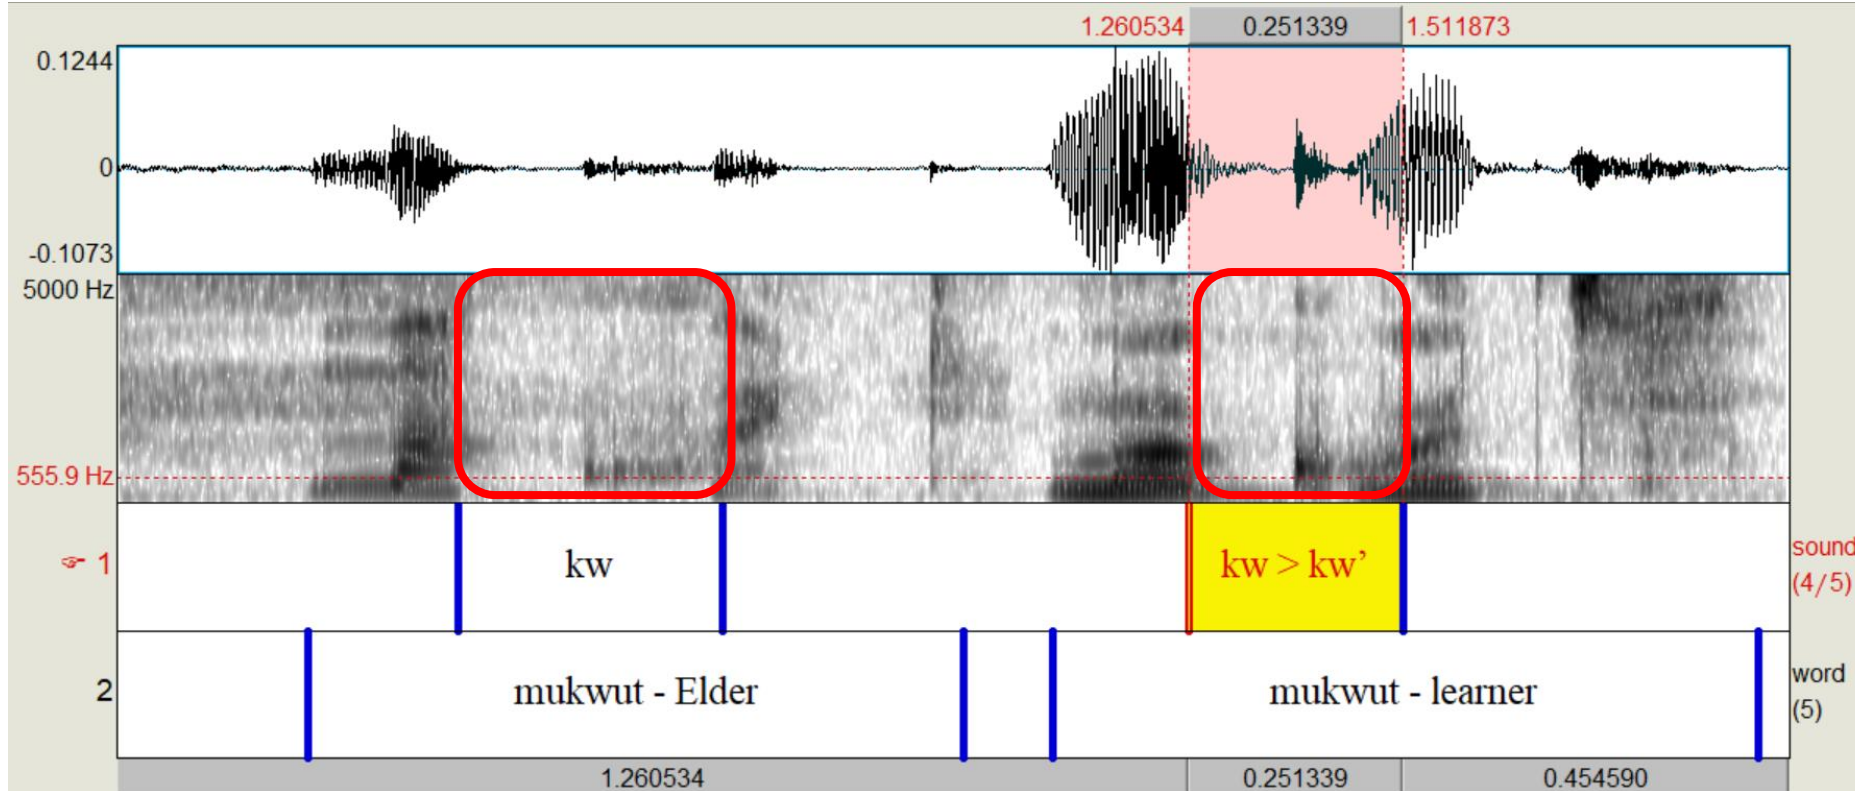 1.260534 0.251339 1.511873
0.1244
0
-0.1073
5000 Hz
555.9 Hz
1 kw kw > kw’ sound
(4/5)
2 mukwut - Elder mukwut - learner word
(5)
1.260534 0.251339 0.454590